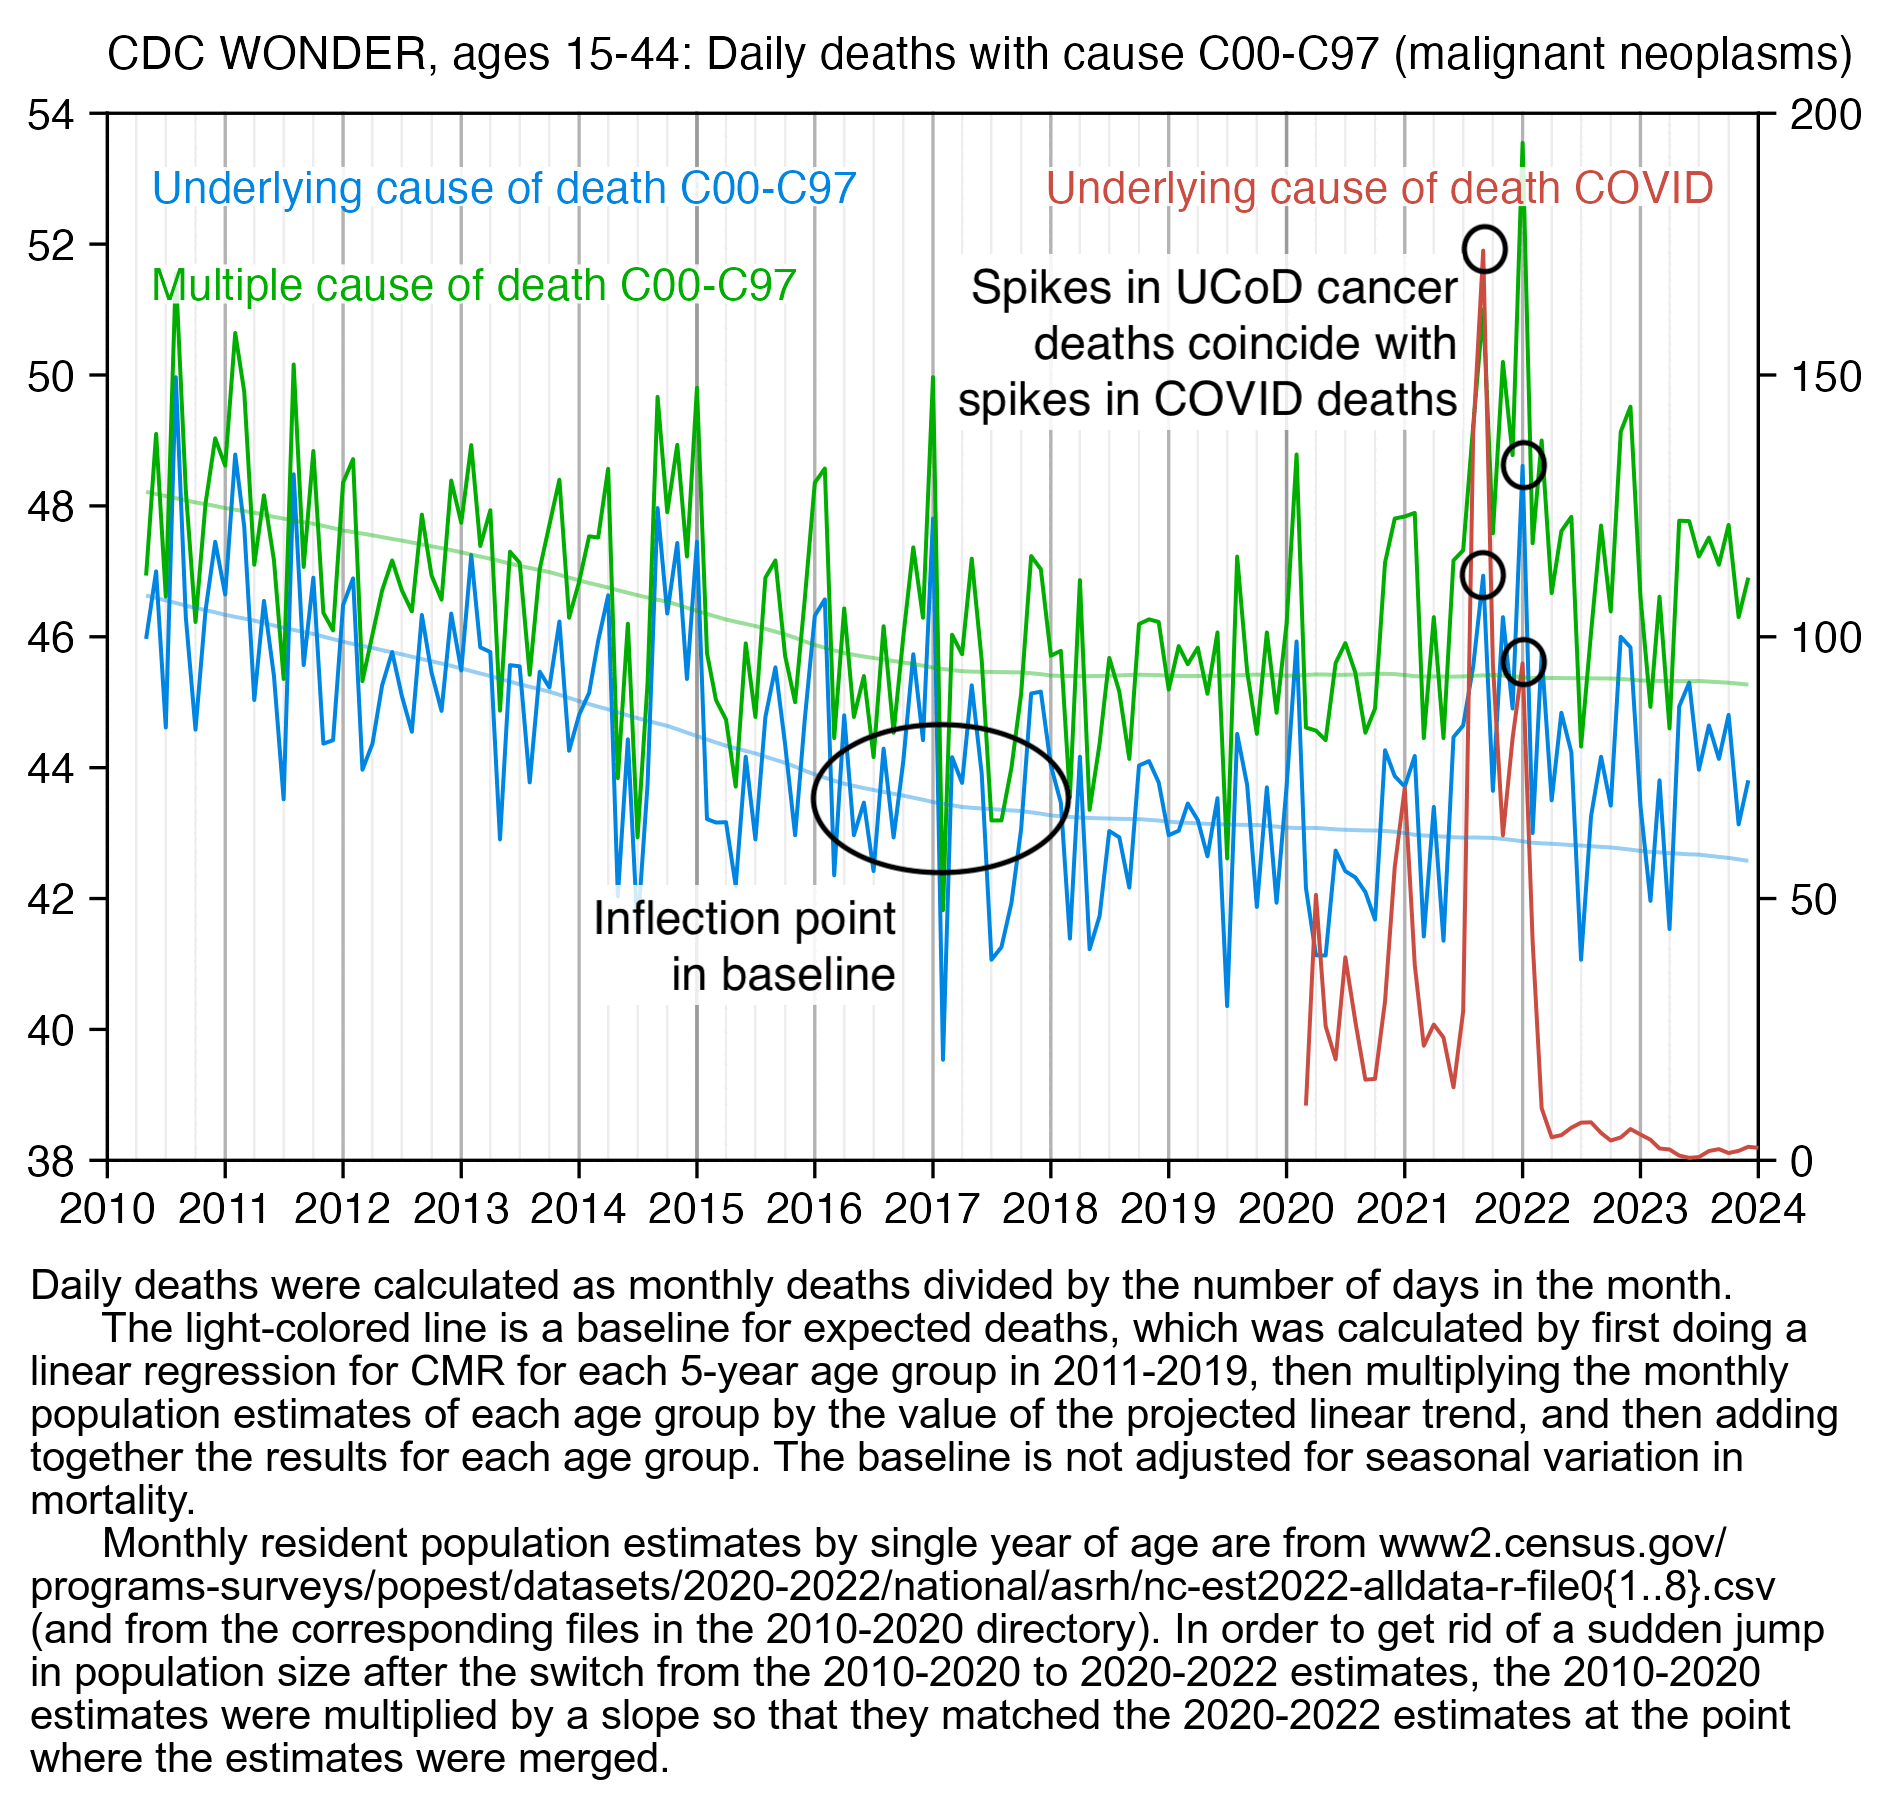 CDC WONDER, ages 15-44: Daily deaths with cause C00-C97 (malignant neoplasms)
54
200
Underlying cause of death C00-C97
Underlying cause of death COVID
52
Multiple cause of death C00-C97
Spikes in UCoD cancer
deaths coincide with
spikes in COVID deaths
50
150
48
46
100
44
42
50
Inflection point
in baseline
40
38
0
2010 2011 2012 2013 2014 2015 2016 2017 2018 2019 2020 2021 2022 2023 2024
Daily deaths were calculated as monthly deaths divided by the number of days in the month.
The light-colored line is a baseline for expected deaths, which was calculated by first doing a
linear regression for CMR for each 5-year age group in 2011-2019, then multiplying the monthly
population estimates of each age group by the value of the projected linear trend, and then adding
together the results for each age group. The baseline is not adjusted for seasonal variation in
mortality.
Monthly resident population estimates by single year of age are from www2.census.gov/
programs-surveys/popest/datasets/2020-2022/national/asrh/nc-est2022-alldata-r-file0{1..8}.csv
(and from the corresponding files in the 2010-2020 directory). In order to get rid of a sudden jump
in population size after the switch from the 2010-2020 to 2020-2022 estimates, the 2010-2020
estimates were multiplied by a slope so that they matched the 2020-2022 estimates at the point
where the estimates were merged.